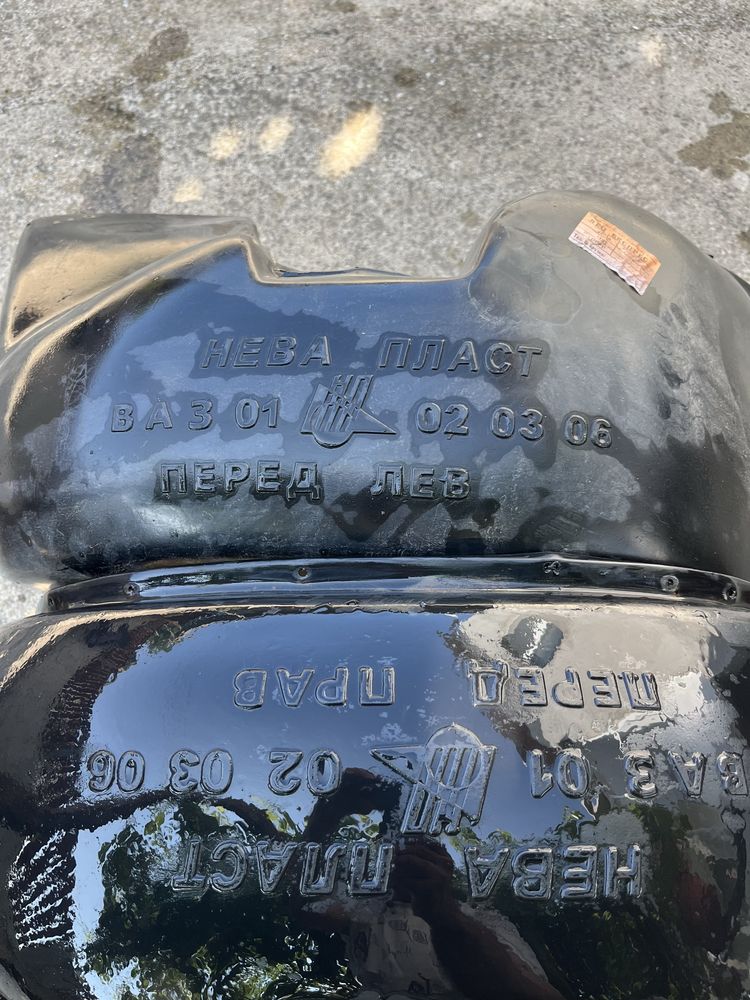 НЕВА ПЛАСТ
ВАЗ 01 02 03 06
ПЕРЕД ЛЕВ
НЕВА ПЛАСТ
ВАЗ 01 02 03 06
ПЕРЕД ПРАВ